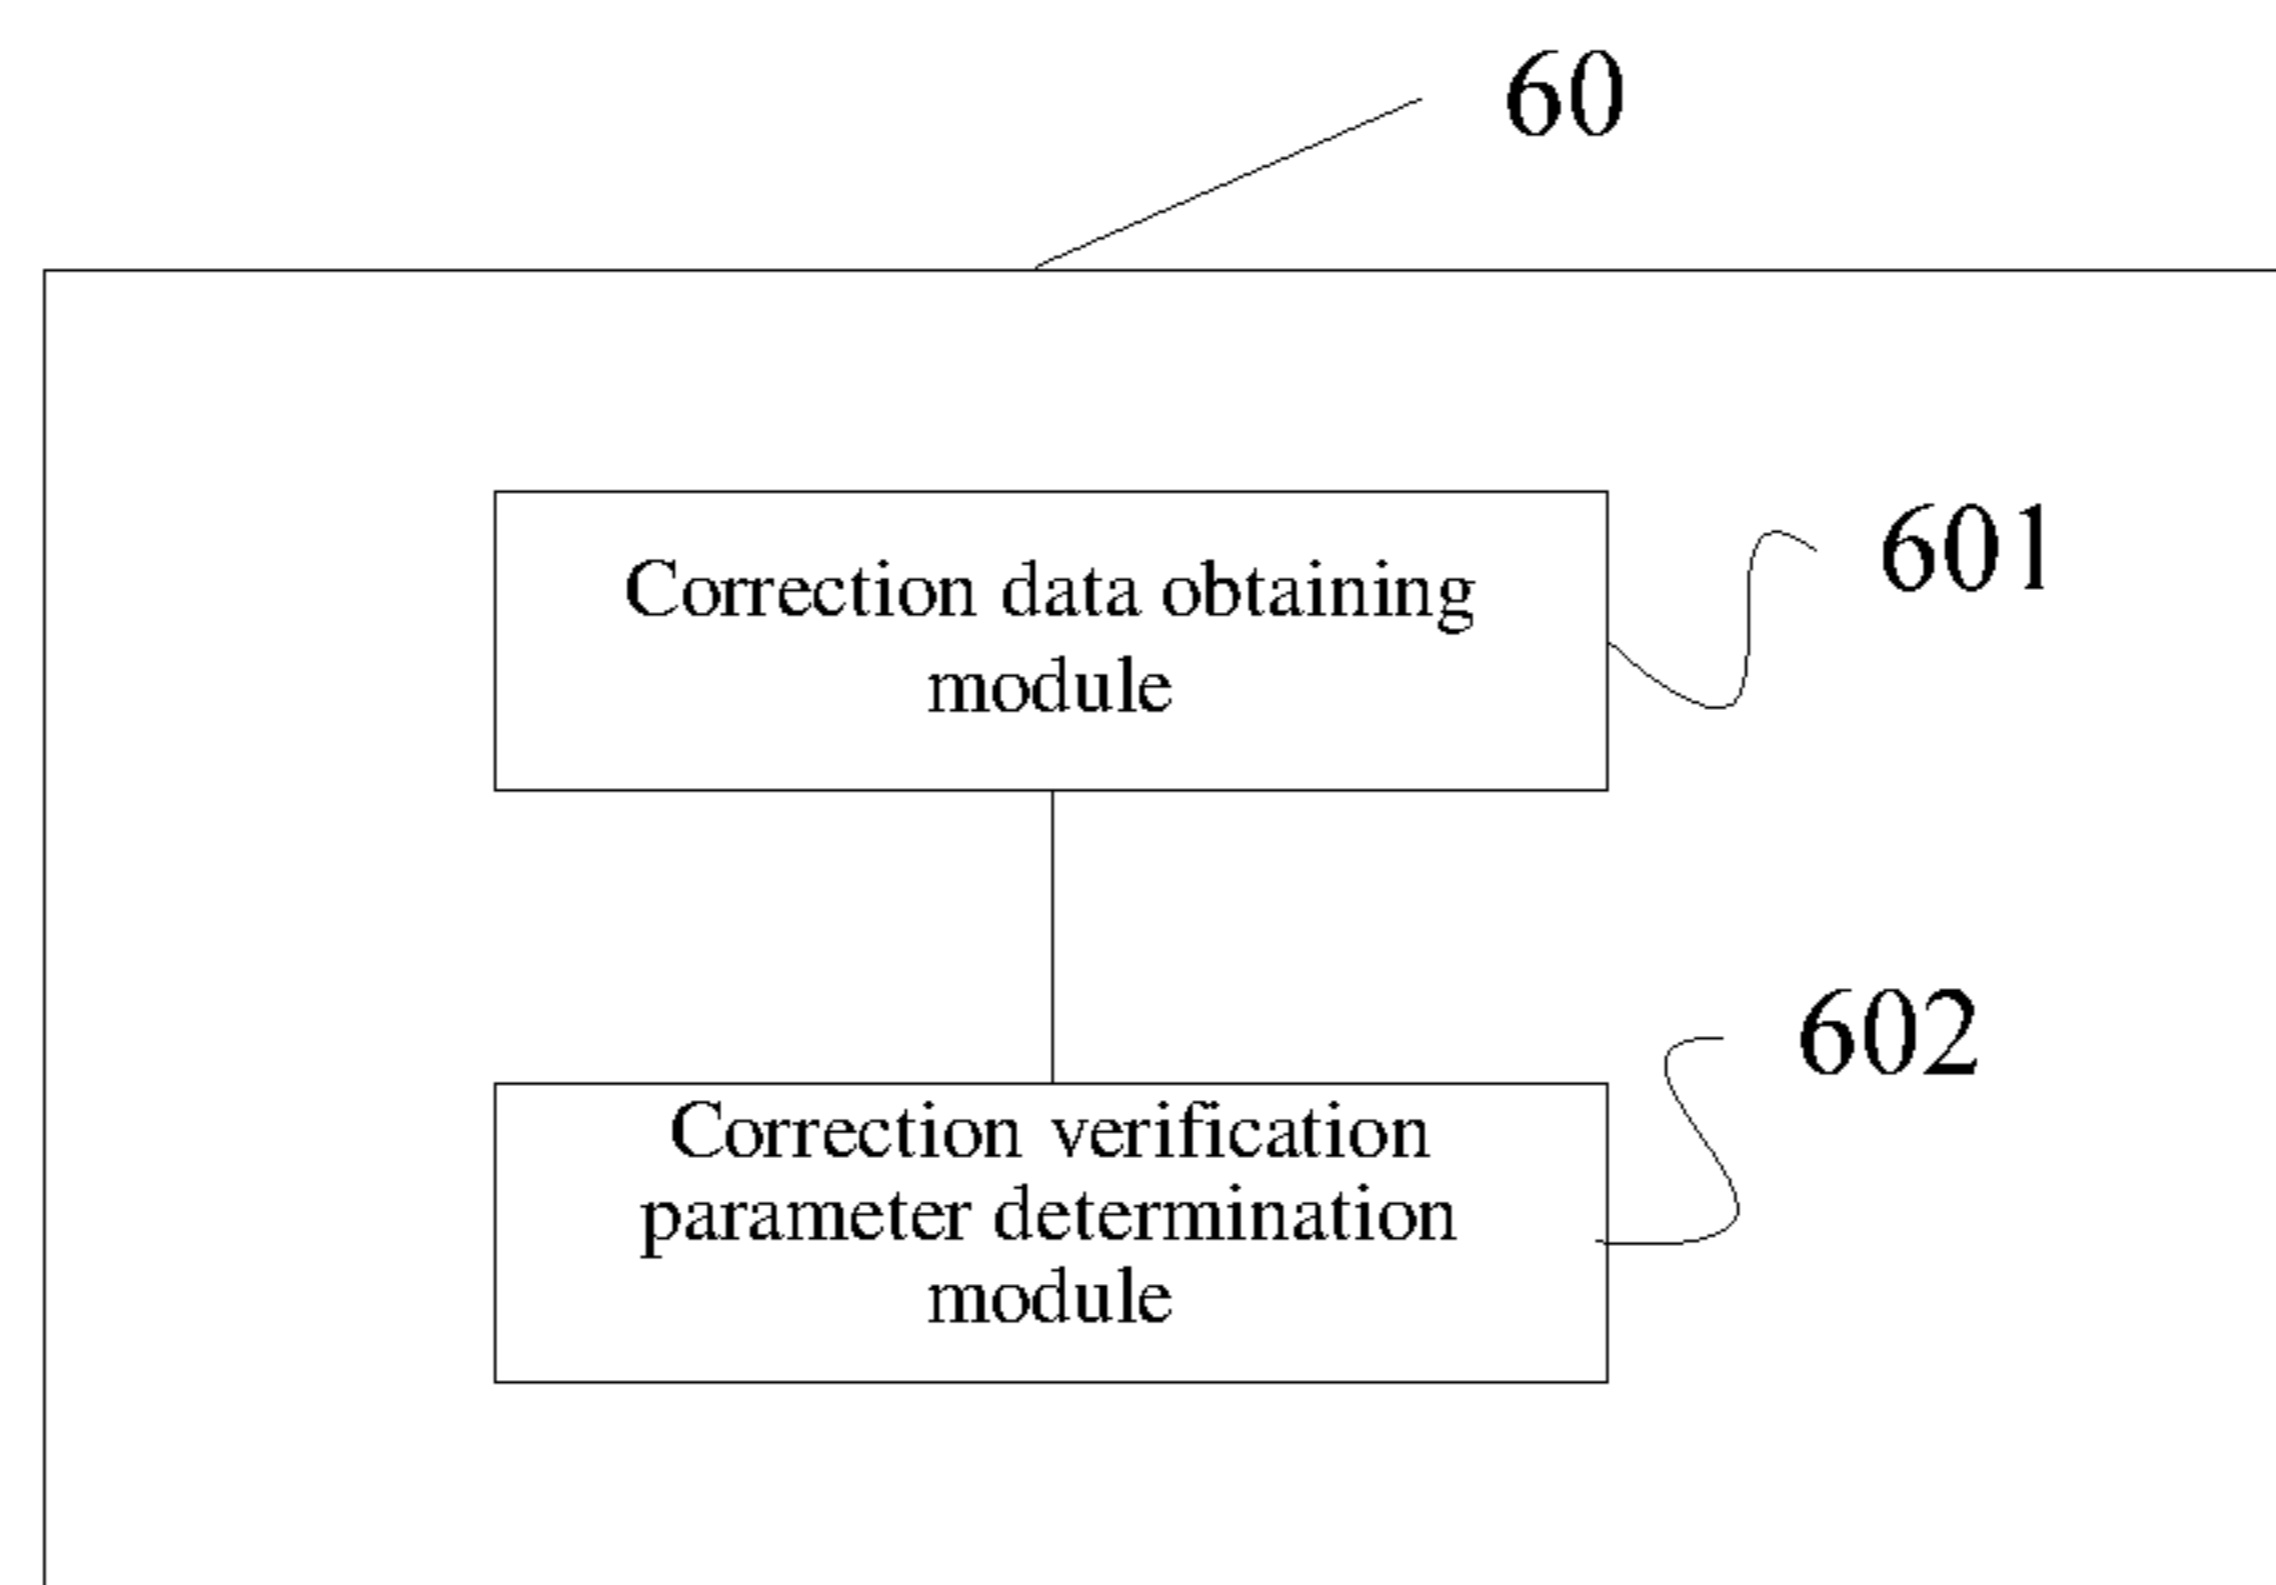 60
Correction data obtaining
module
601
602
Correction verification
parameter determination
module